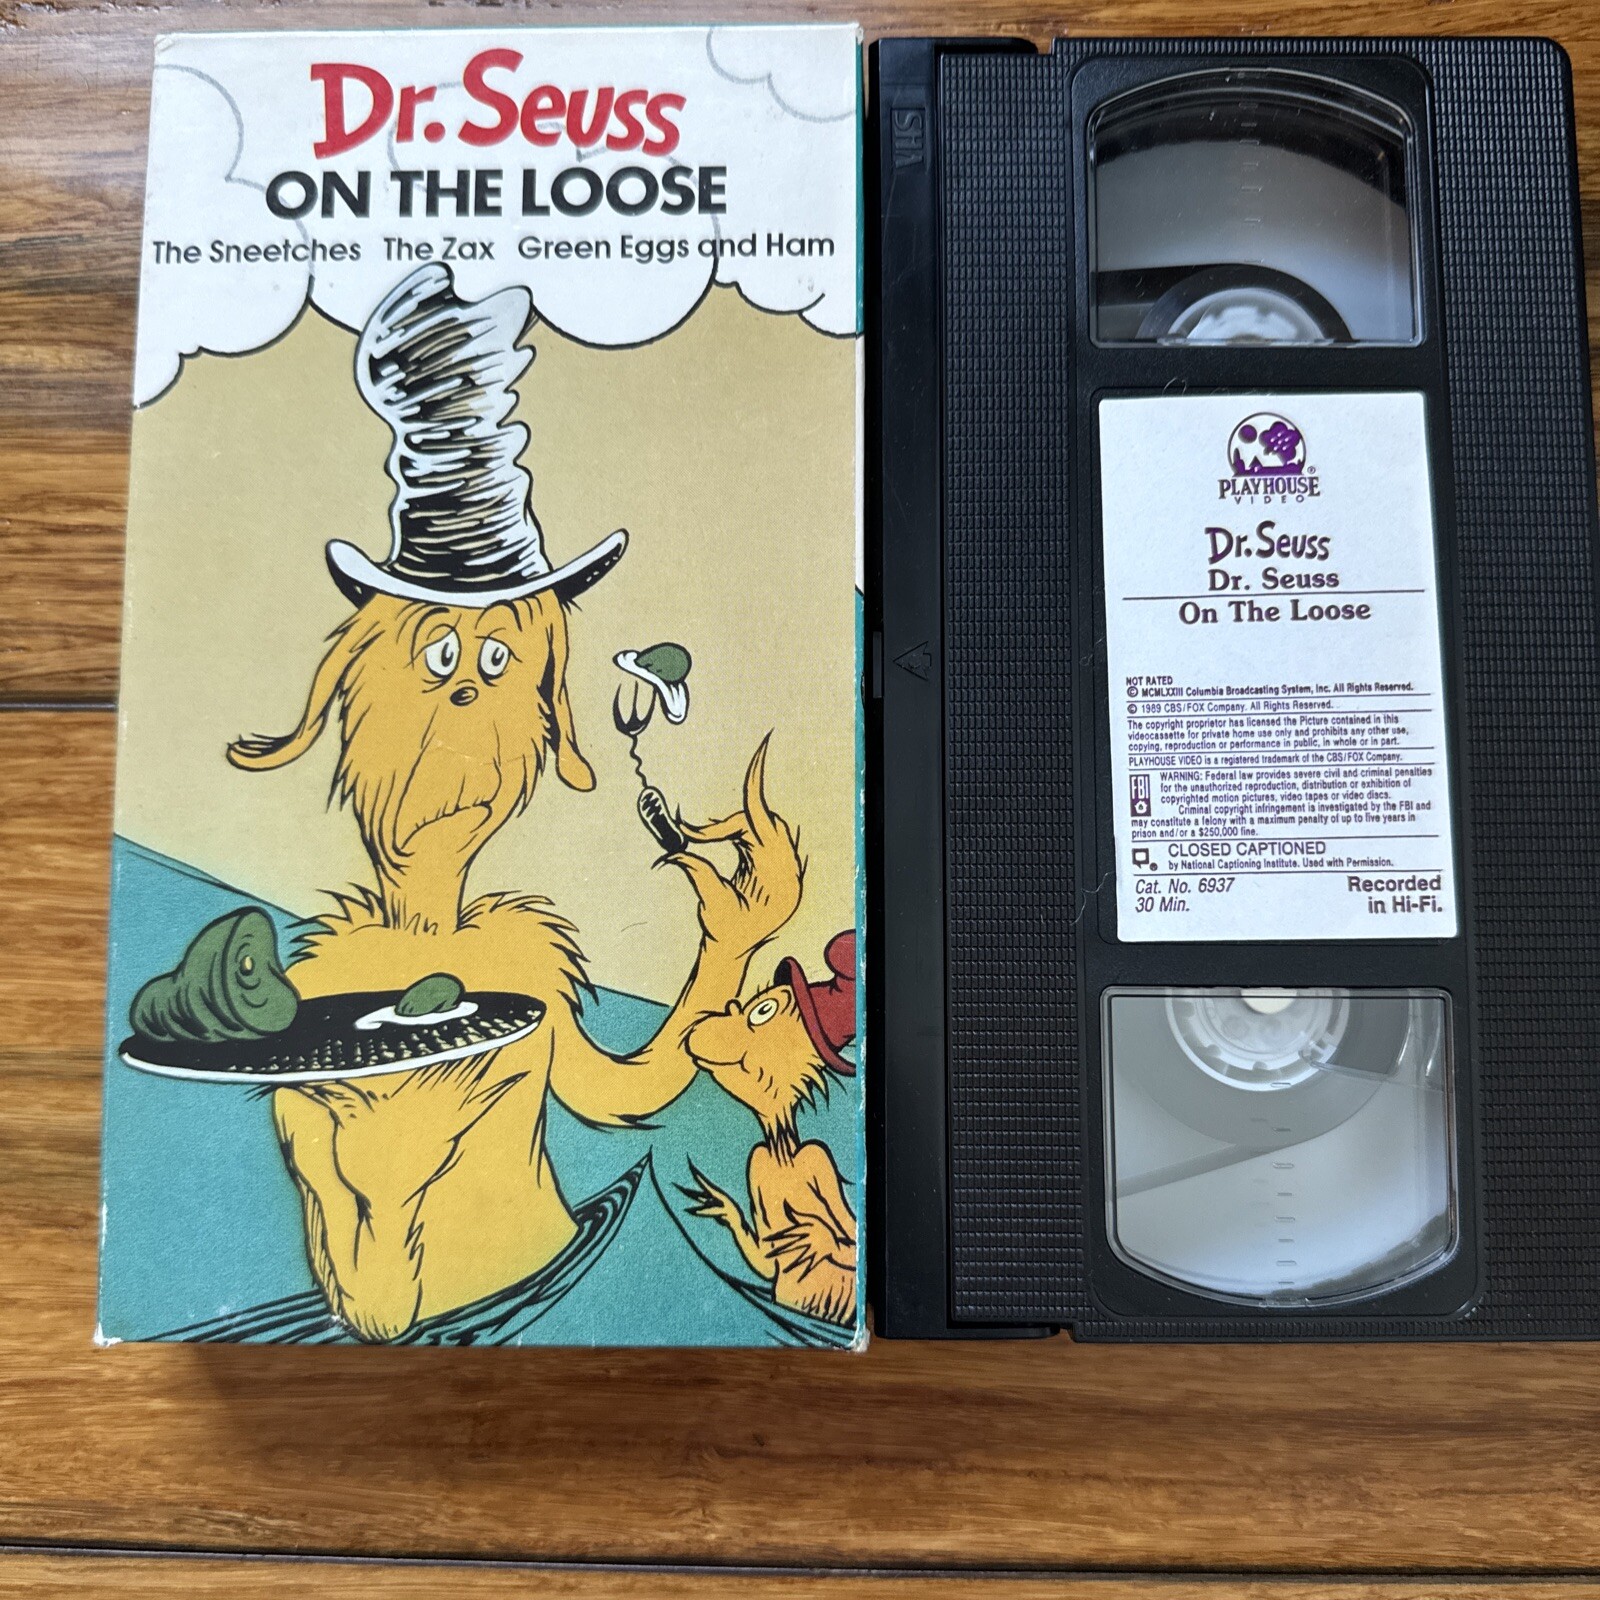 Dr. Seuss
ON THE LOOSE
The Sneetches The Zax Green Eggs and Ham
VHS
PLAYHOUSE®
VIDEO
Dr. Seuss
Dr. Seuss
On The Loose
NOT RATED
© MCMLXXIII Columbia Broadcasting System, Inc. All Rights Reserved.
© 1989 CBS/FOX Company. All Rights Reserved.
The copyright proprietor has licensed the Picture contained in this
videocassette for private home use only and prohibits any other use,
copying, reproduction or performance in public, in whole or in part.
PLAYHOUSE VIDEO is a registered trademark of the CBS/FOX Company.
FBI
WARNING: Federal law provides severe civil and criminal penalties
for the unauthorized reproduction, distribution or exhibition of
copyrighted motion pictures, video tapes or video discs.
Criminal copyright infringement is investigated by the FBI and
may constitute a felony with a maximum penalty of up to five years in
prison and/or a $250,000 fine.
CLOSED CAPTIONED
by National Captioning Institute. Used with Permission.
Cat. No. 6937
30 Min.
Recorded
in Hi-Fi.